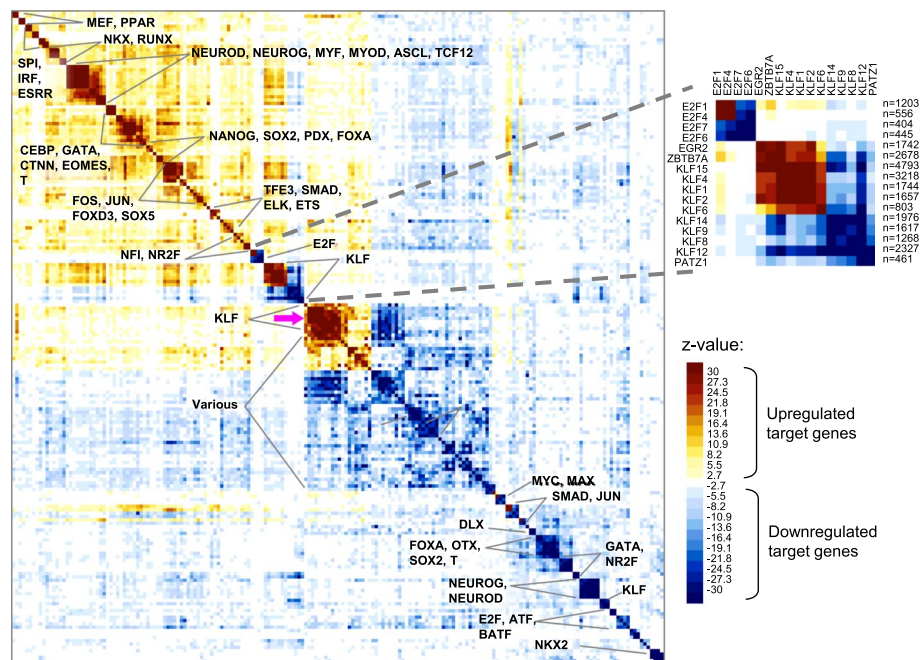 MEF, PPAR
NKX, RUNX
NEUROD, NEUROG, MYF, MYOD, ASCL, TCF12
SPI,
IRF,
ESRR
NANOG, SOX2, PDX, FOXA
CEBP, GATA,
CTNN, EOMES,
T
FOS, JUN,
FOXD3, SOX5
TFE3, SMAD,
ELK, ETS
NFI, NR2F
E2F
KLF
KLF
Various
MYC, MAX
SMAD, JUN
DLX
FOXA, OTX,
SOX2, T
GATA,
NR2F
NEUROG,
NEUROD
KLF
E2F, ATF,
BATF
NKX2
E2F1
E2F4
E2F7
E2F6
EGR2
ZBTB7A
KLF15
KLF4
KLF1
KLF2
KLF6
KLF14
KLF9
KLF8
KLF12
PATZ1
E2F1 n=1203
E2F4 n=556
E2F7 n=404
E2F6 n=445
EGR2 n=1742
ZBTB7A n=2678
KLF15 n=4793
KLF4 n=3218
KLF1 n=1744
KLF2 n=1657
KLF6 n=803
KLF14 n=1976
KLF9 n=1617
KLF8 n=1268
KLF12 n=2327
PATZ1 n=461
z-value:
30
27.3
24.5
21.8
19.1
16.4
13.6
10.9
8.2
5.5
2.7
Upregulated
target genes
-2.7
-5.5
-8.2
-10.9
-13.6
-16.4
19.1
-21.8
-24.5
-27.3
-30
Downregulated
target genes